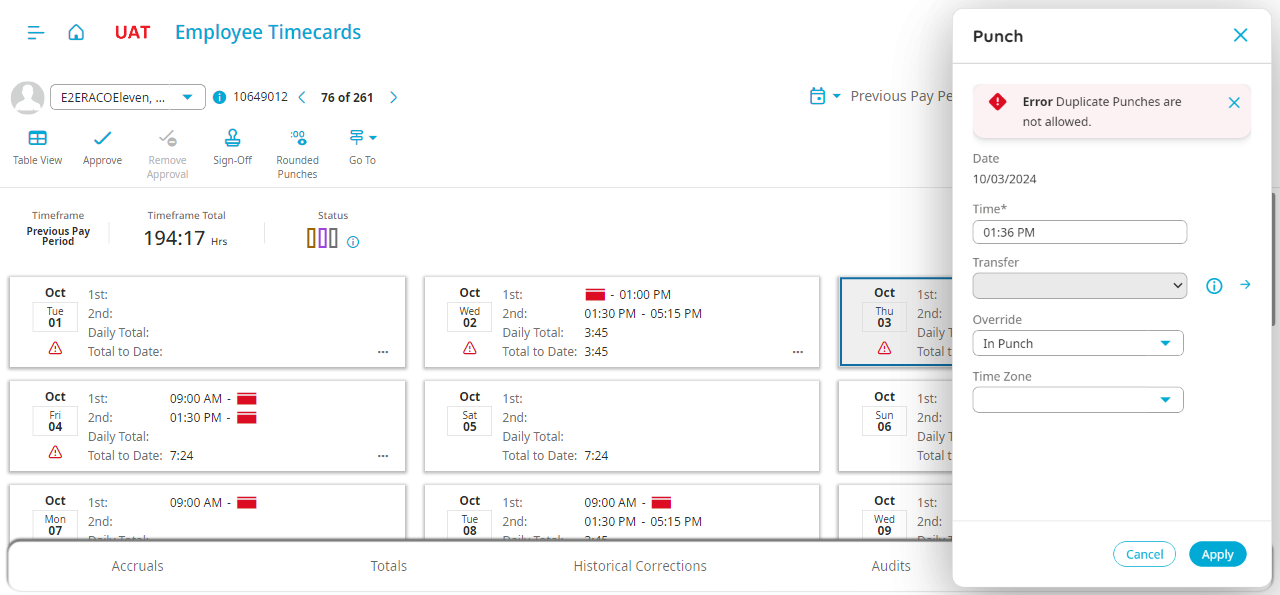 UAT
Employee Timecards
E2ERACOEleven, ...
10649012
76 of 261
Previous Pay Pe
Table View
Approve
Remove
Approval
Sign-Off
Rounded
Punches
Go To
Timeframe
Previous Pay
Period
Timeframe Total
194:17 Hrs
Status
Oct
Tue
01
1st:
2nd:
Daily Total:
Total to Date:
...
Oct
Wed
02
1st: - 01:00 PM
2nd: 01:30 PM - 05:15 PM
Daily Total: 3:45
Total to Date: 3:45
...
Oct
Thu
03
1st:
2nd:
Daily T
Total t
Oct
Fri
04
1st: 09:00 AM -
2nd: 01:30 PM -
Daily Total:
Total to Date: 7:24
...
Oct
Sat
05
1st:
2nd:
Daily Total:
Total to Date: 7:24
Oct
Sun
06
1st:
2nd:
Daily T
Total t
Oct
Mon
07
1st: 09:00 AM -
2nd:
Daily Total:
Oct
Tue
08
1st: 09:00 AM -
2nd: 01:30 PM - 05:15 PM
Daily Total: 3:45
Oct
Wed
09
1st:
2nd:
Daily T
Accruals
Totals
Historical Corrections
Audits
Punch
Error Duplicate Punches are
not allowed.
Date
10/03/2024
Time*
01:36 PM
Transfer
Override
In Punch
Time Zone
Cancel
Apply